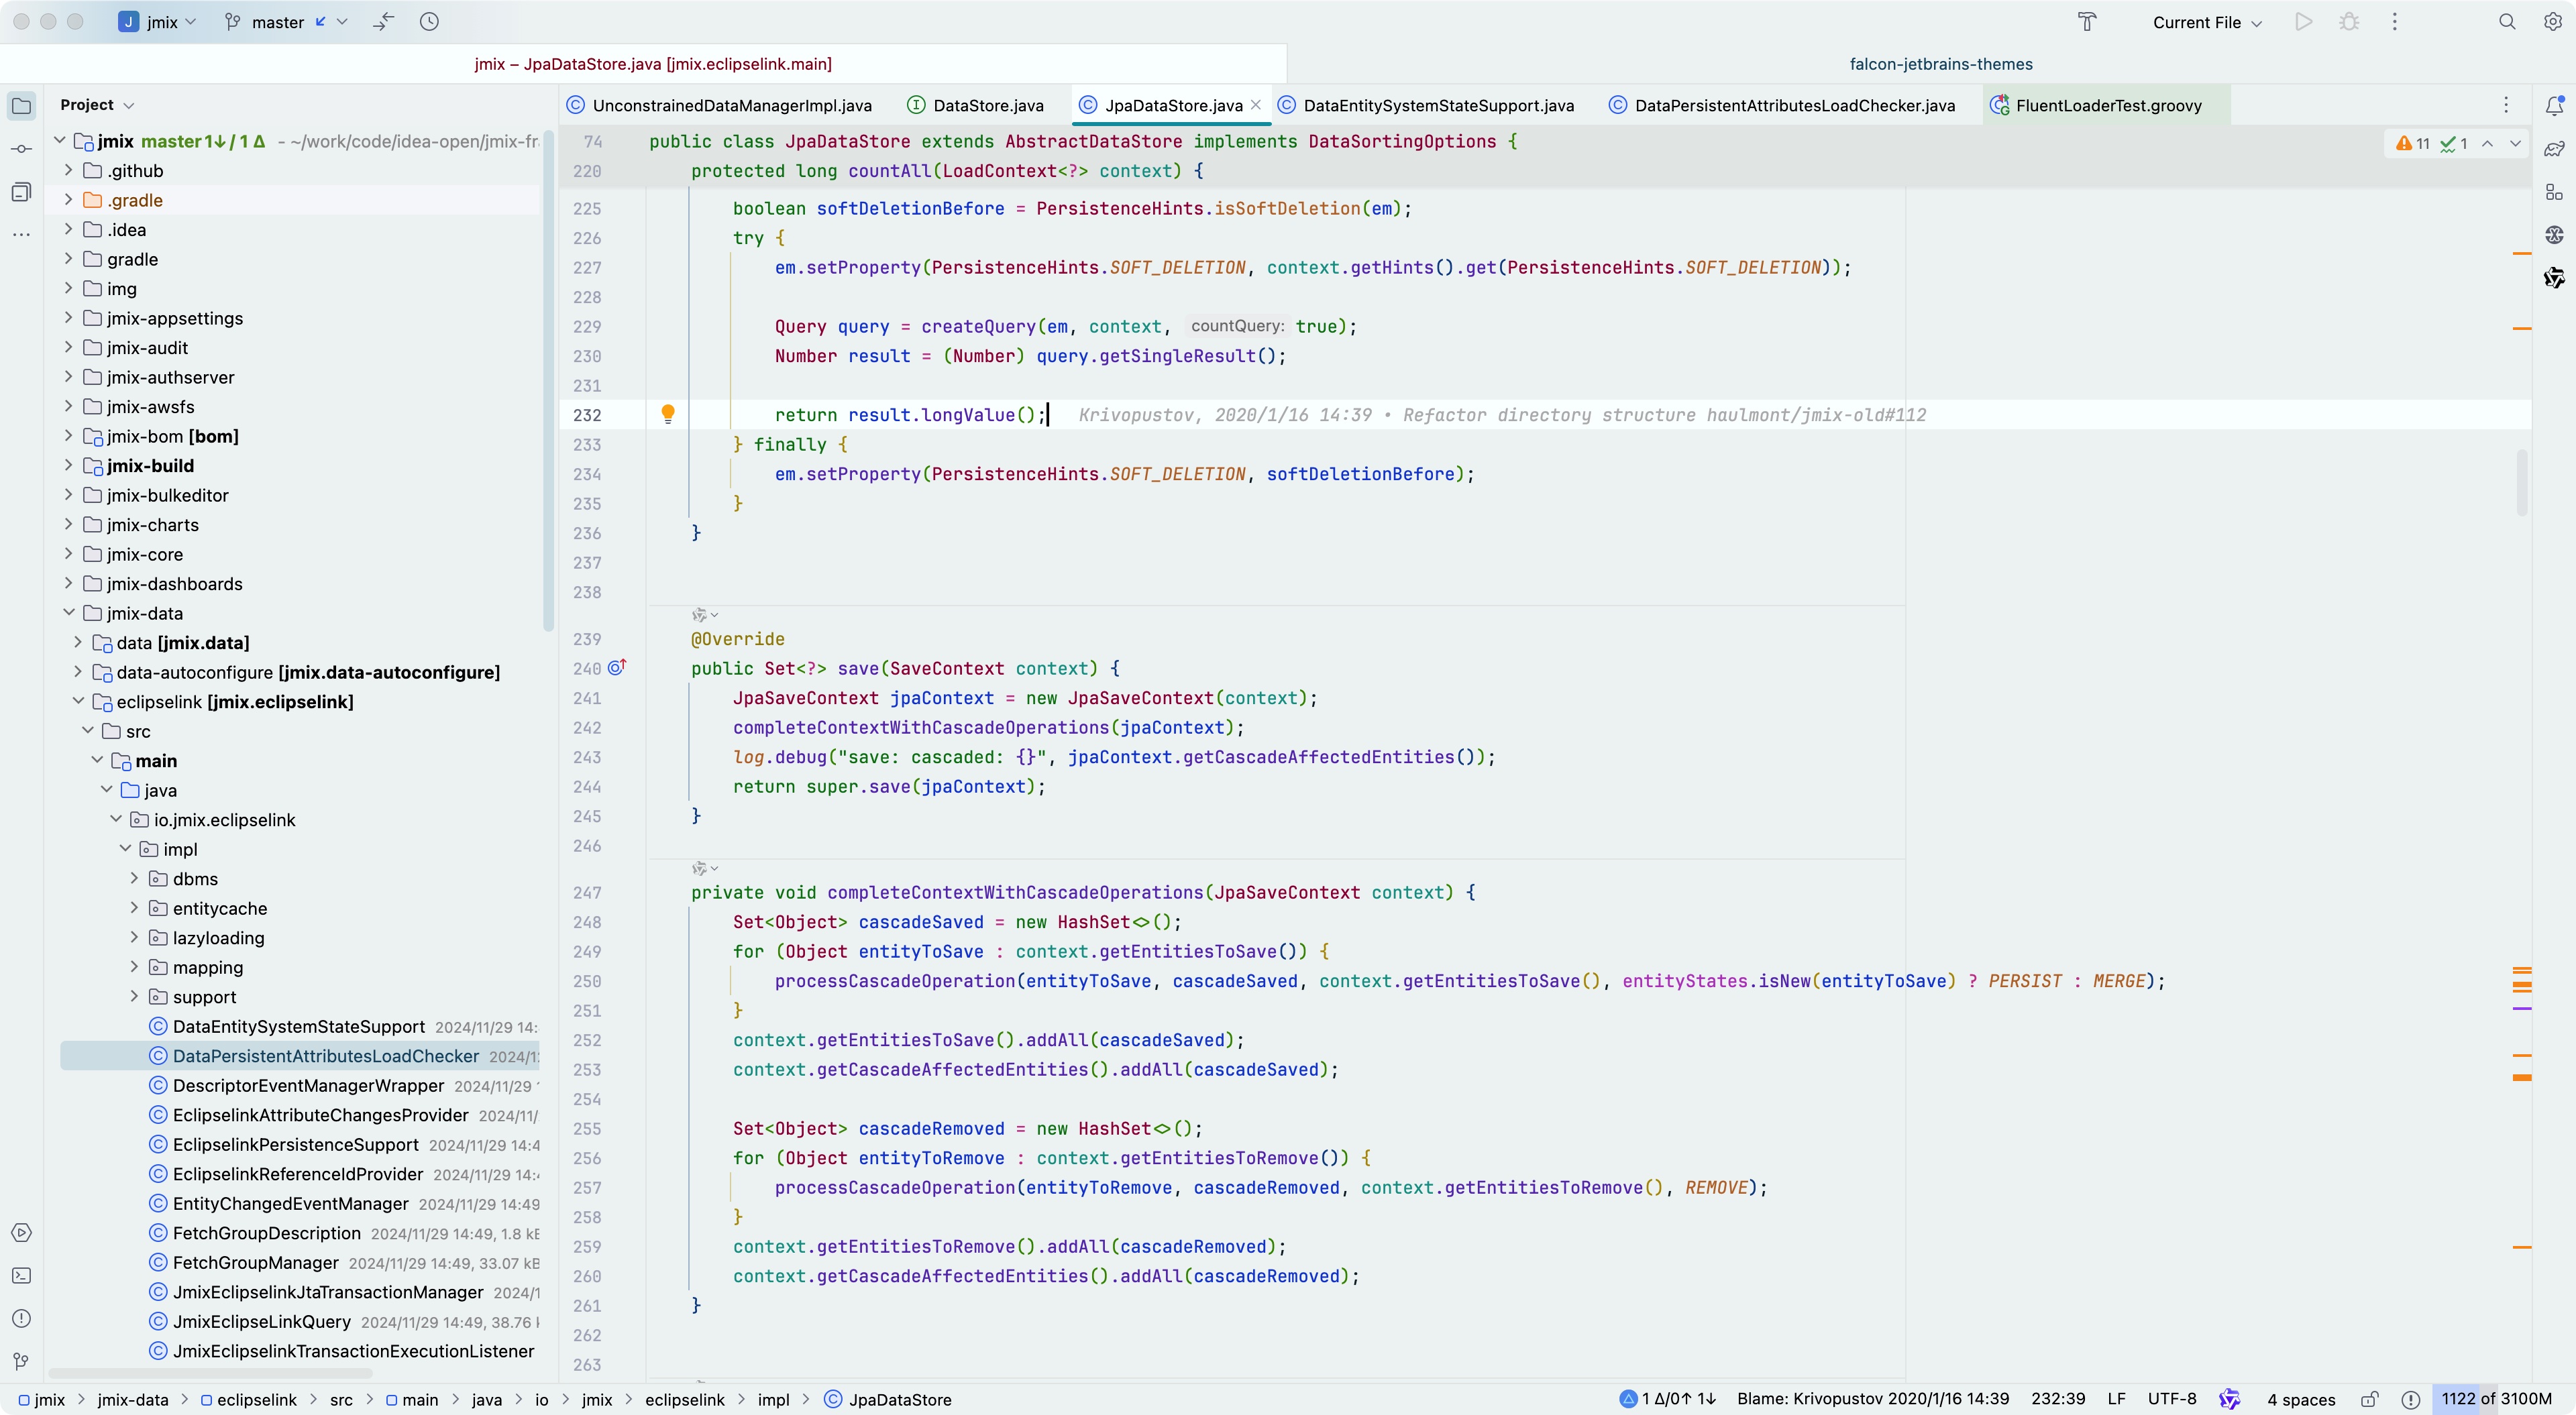 J jmix master Current File
jmix – JpaDataStore.java [jmix.eclipselink.main] falcon-jetbrains-themes
Project
UnconstrainedDataManagerImpl.java DataStore.java JpaDataStore.java DataEntitySystemStateSupport.java DataPersistentAttributesLoadChecker.java FluentLoaderTest.groovy
jmix master 1↓ / 1 Δ - ~/work/code/idea-open/jmix-fr
.github
.gradle
.idea
gradle
img
jmix-appsettings
jmix-audit
jmix-authserver
jmix-awsfs
jmix-bom [bom]
jmix-build
jmix-bulkeditor
jmix-charts
jmix-core
jmix-dashboards
jmix-data
data [jmix.data]
data-autoconfigure [jmix.data-autoconfigure]
eclipselink [jmix.eclipselink]
src
main
java
io.jmix.eclipselink
impl
dbms
entitycache
lazyloading
mapping
support
DataEntitySystemStateSupport 2024/11/29 14:
DataPersistentAttributesLoadChecker 2024/1
DescriptorEventManagerWrapper 2024/11/29
EclipselinkAttributeChangesProvider 2024/11/
EclipselinkPersistenceSupport 2024/11/29 14:4
EclipselinkReferenceIdProvider 2024/11/29 14:
EntityChangedEventManager 2024/11/29 14:49
FetchGroupDescription 2024/11/29 14:49, 1.8 kB
FetchGroupManager 2024/11/29 14:49, 33.07 kB
JmixEclipselinkJtaTransactionManager 2024/1
JmixEclipseLinkQuery 2024/11/29 14:49, 38.76
JmixEclipselinkTransactionExecutionListener
74 public class JpaDataStore extends AbstractDataStore implements DataSortingOptions {
11 1
220 protected long countAll(LoadContext<?> context) {
225 boolean softDeletionBefore = PersistenceHints.isSoftDeletion(em);
226 try {
227 em.setProperty(PersistenceHints.SOFT_DELETION, context.getHints().get(PersistenceHints.SOFT_DELETION));
228
229 Query query = createQuery(em, context, countQuery: true);
230 Number result = (Number) query.getSingleResult();
231
232 return result.longValue(); Krivopustov, 2020/1/16 14:39 • Refactor directory structure haulmont/jmix-old#112
233 } finally {
234 em.setProperty(PersistenceHints.SOFT_DELETION, softDeletionBefore);
235 }
236 }
237
238
239 @Override
240 public Set<?> save(SaveContext context) {
241 JpaSaveContext jpaContext = new JpaSaveContext(context);
242 completeContextWithCascadeOperations(jpaContext);
243 log.debug("save: cascaded: {}", jpaContext.getCascadeAffectedEntities());
244 return super.save(jpaContext);
245 }
246
247 private void completeContextWithCascadeOperations(JpaSaveContext context) {
248 Set<Object> cascadeSaved = new HashSet<>();
249 for (Object entityToSave : context.getEntitiesToSave()) {
250 processCascadeOperation(entityToSave, cascadeSaved, context.getEntitiesToSave(), entityStates.isNew(entityToSave) ? PERSIST : MERGE);
251 }
252 context.getEntitiesToSave().addAll(cascadeSaved);
253 context.getCascadeAffectedEntities().addAll(cascadeSaved);
254
255 Set<Object> cascadeRemoved = new HashSet<>();
256 for (Object entityToRemove : context.getEntitiesToRemove()) {
257 processCascadeOperation(entityToRemove, cascadeRemoved, context.getEntitiesToRemove(), REMOVE);
258 }
259 context.getEntitiesToRemove().addAll(cascadeRemoved);
260 context.getCascadeAffectedEntities().addAll(cascadeRemoved);
261 }
262
263
jmix > jmix-data > eclipselink > src > main > java > io > jmix > eclipselink > impl > JpaDataStore 1 Δ/0↑ 1↓ Blame: Krivopustov 2020/1/16 14:39 232:39 LF UTF-8 4 spaces 1122 of 3100M